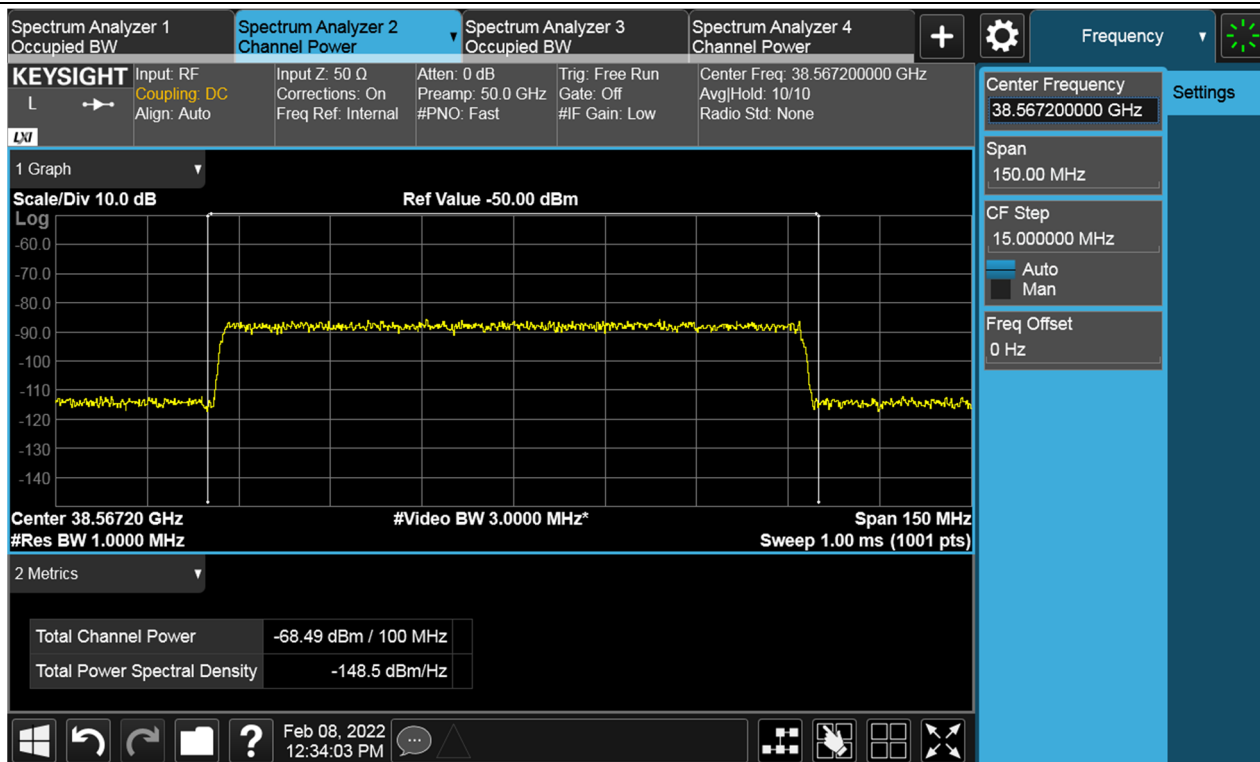 Spectrum Analyzer 1
Occupied BW
Spectrum Analyzer 2
Channel Power
Spectrum Analyzer 3
Occupied BW
Spectrum Analyzer 4
Channel Power
Frequency
KEYSIGHT
L
LXI
Input: RF
Coupling: DC
Align: Auto
Input Z: 50 Ω
Corrections: On
Freq Ref: Internal
Atten: 0 dB
Preamp: 50.0 GHz
#PNO: Fast
Trig: Free Run
Gate: Off
#IF Gain: Low
Center Freq: 38.567200000 GHz
Avg|Hold: 10/10
Radio Std: None
Center Frequency
38.567200000 GHz
Settings
Span
150.00 MHz
CF Step
15.000000 MHz
Auto
Man
Freq Offset
0 Hz
1 Graph
Scale/Div 10.0 dB
Ref Value -50.00 dBm
Log
-60.0
-70.0
-80.0
-90.0
-100
-110
-120
-130
-140
Center 38.56720 GHz
#Video BW 3.0000 MHz*
Span 150 MHz
#Res BW 1.0000 MHz
Sweep 1.00 ms (1001 pts)
2 Metrics
Total Channel Power
-68.49 dBm / 100 MHz
Total Power Spectral Density
-148.5 dBm/Hz
?
Feb 08, 2022
12:34:03 PM